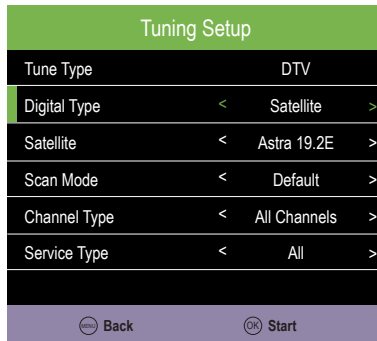 Tuning Setup
Tune Type DTV
Digital Type < Satellite >
Satellite < Astra 19.2E >
Scan Mode < Default >
Channel Type < All Channels >
Service Type < All >
MENU Back OK Start